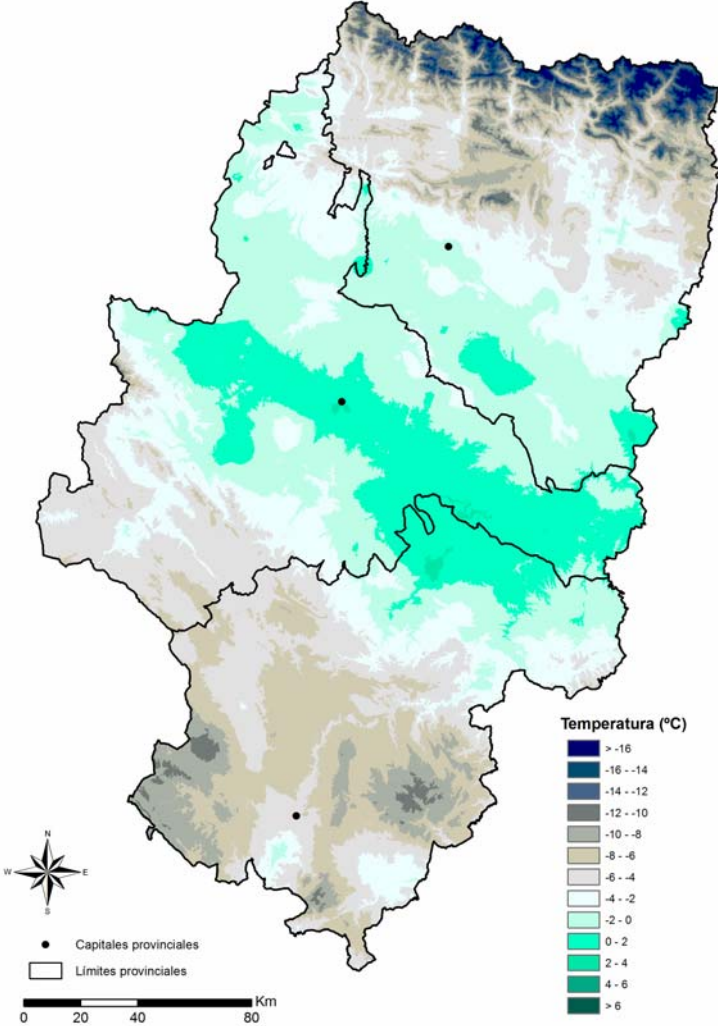 Temperatura (ºC)
> -16
-16 - -14
-14 - -12
-12 - -10
-10 - -8
-8 - -6
-6 - -4
-4 - -2
-2 - 0
0 - 2
2 - 4
4 - 6
> 6
N
W E
S
Capitales provinciales
Límites provinciales
Km
0 20 40 80